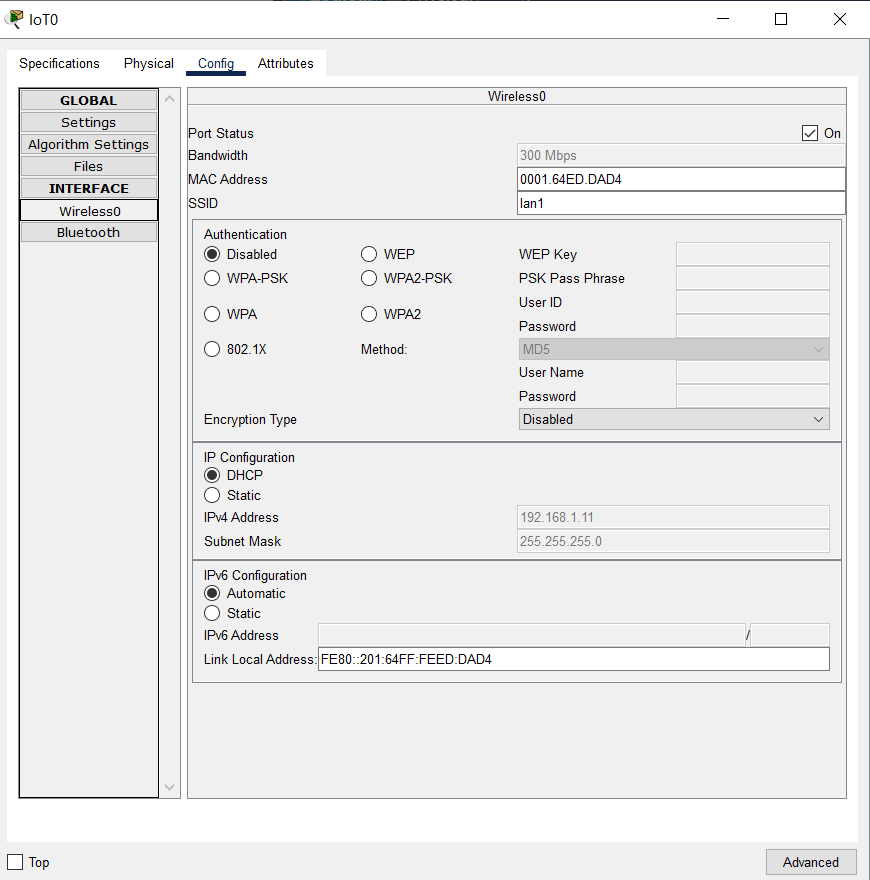 IoT0
Specifications Physical Config Attributes
GLOBAL
Settings
Algorithm Settings
Files
INTERFACE
Wireless0
Bluetooth
Wireless0
Port Status On
Bandwidth 300 Mbps
MAC Address 0001.64ED.DAD4
SSID lan1
Authentication
Disabled WEP WEP Key
WPA-PSK WPA2-PSK PSK Pass Phrase
User ID
WPA WPA2
Password
802.1X Method: MD5
User Name
Password
Encryption Type Disabled
IP Configuration
DHCP
Static
IPv4 Address 192.168.1.11
Subnet Mask 255.255.255.0
IPv6 Configuration
Automatic
Static
IPv6 Address /
Link Local Address: FE80::201:64FF:FEED:DAD4
Top Advanced